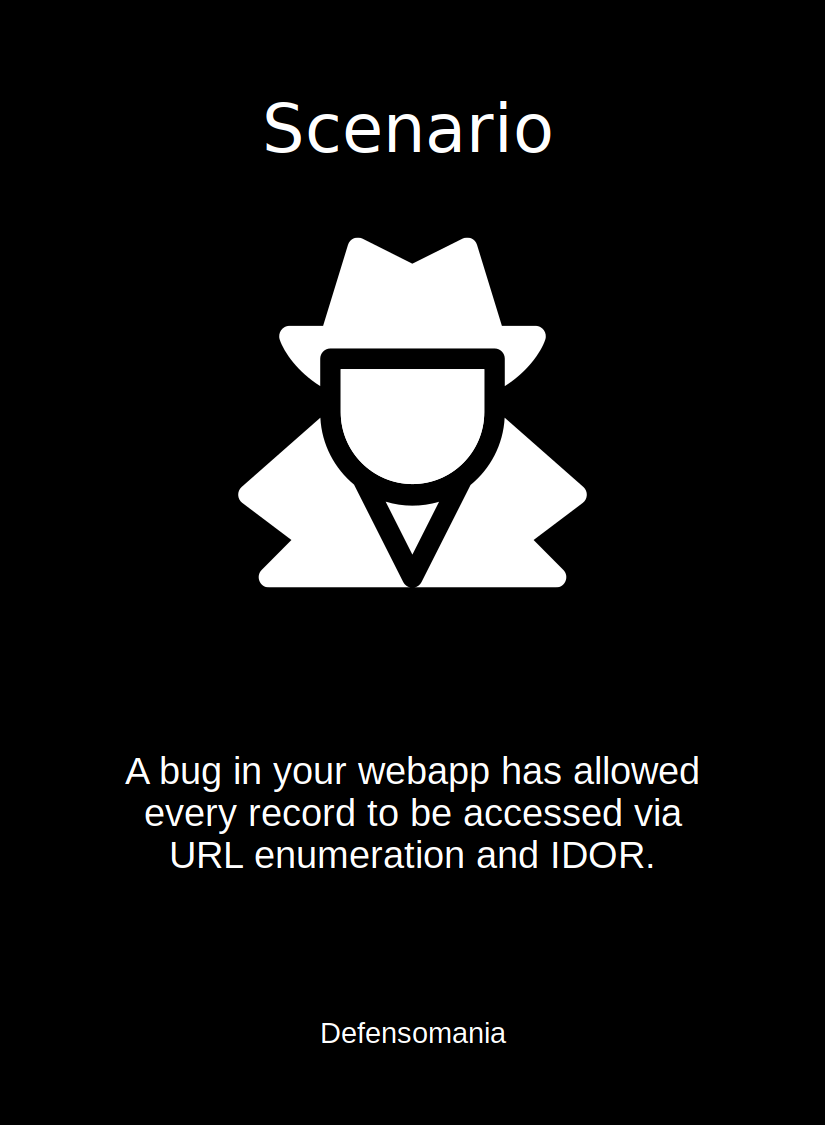 Scenario
A bug in your webapp has allowed
every record to be accessed via
URL enumeration and IDOR.
Defensomania